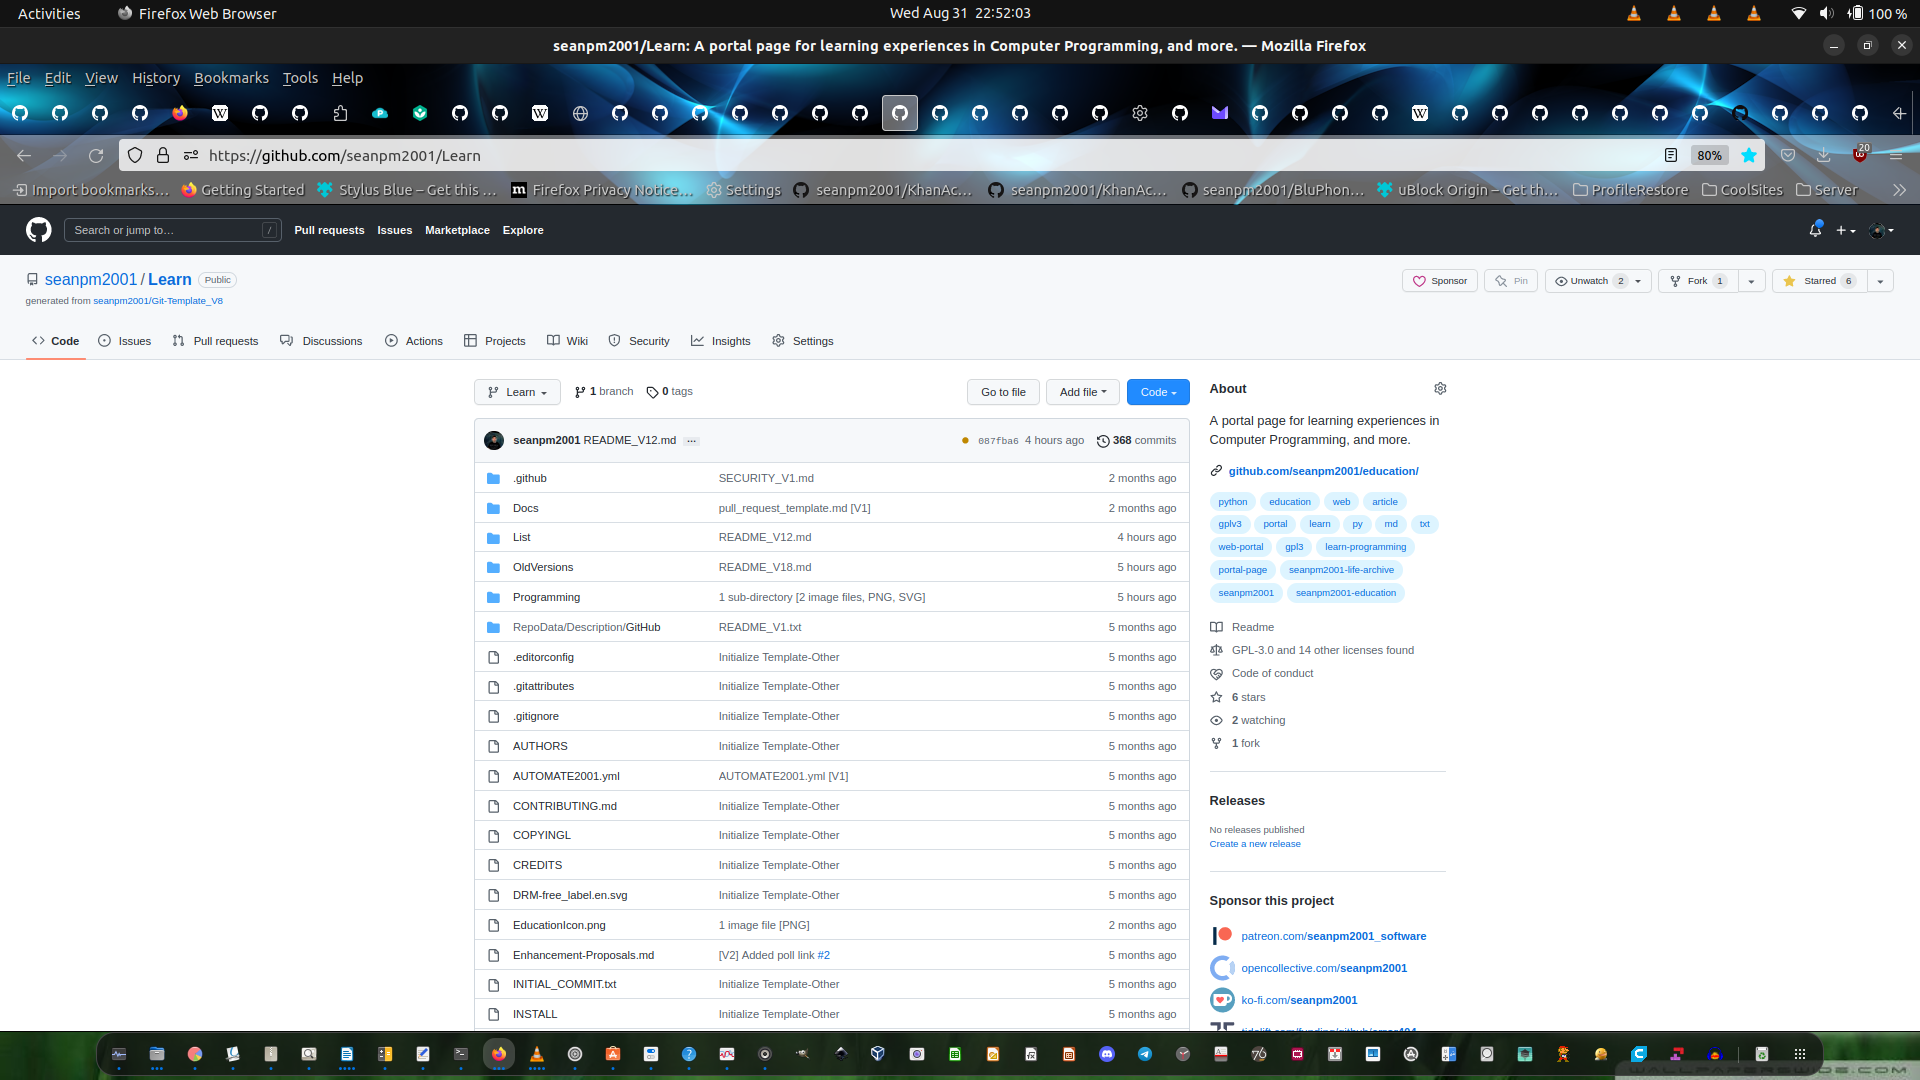 Activities Firefox Web Browser Wed Aug 31 22:52:03 100 %
seanpm2001/Learn: A portal page for learning experiences in Computer Programming, and more. — Mozilla Firefox
File Edit View History Bookmarks Tools Help
https://github.com/seanpm2001/Learn 80% 20
Import bookmarks… Getting Started Stylus Blue – Get this … Firefox Privacy Notice… Settings seanpm2001/KhanAc… seanpm2001/KhanAc… seanpm2001/BluPhon… uBlock Origin – Get th… ProfileRestore CoolSites Server
Search or jump to… / Pull requests Issues Marketplace Explore
seanpm2001 / Learn Public Sponsor Pin Unwatch 2 Fork 1 Starred 6
generated from seanpm2001/Git-Template_V8
Code Issues Pull requests Discussions Actions Projects Wiki Security Insights Settings
Learn 1 branch 0 tags Go to file Add file Code
seanpm2001 README_V12.md ... 087fba6 4 hours ago 368 commits
.github SECURITY_V1.md 2 months ago
Docs pull_request_template.md [V1] 2 months ago
List README_V12.md 4 hours ago
OldVersions README_V18.md 5 hours ago
Programming 1 sub-directory [2 image files, PNG, SVG] 5 hours ago
RepoData/Description/GitHub README_V1.txt 5 months ago
.editorconfig Initialize Template-Other 5 months ago
.gitattributes Initialize Template-Other 5 months ago
.gitignore Initialize Template-Other 5 months ago
AUTHORS Initialize Template-Other 5 months ago
AUTOMATE2001.yml AUTOMATE2001.yml [V1] 5 months ago
CONTRIBUTING.md Initialize Template-Other 5 months ago
COPYINGL Initialize Template-Other 5 months ago
CREDITS Initialize Template-Other 5 months ago
DRM-free_label.en.svg Initialize Template-Other 5 months ago
EducationIcon.png 1 image file [PNG] 2 months ago
Enhancement-Proposals.md [V2] Added poll link #2 5 months ago
INITIAL_COMMIT.txt Initialize Template-Other 5 months ago
INSTALL Initialize Template-Other 5 months ago
About
A portal page for learning experiences in
Computer Programming, and more.
github.com/seanpm2001/education/
python education web article
gplv3 portal learn py md txt
web-portal gpl3 learn-programming
portal-page seanpm2001-life-archive
seanpm2001 seanpm2001-education
Readme
GPL-3.0 and 14 other licenses found
Code of conduct
6 stars
2 watching
1 fork
Releases
No releases published
Create a new release
Sponsor this project
patreon.com/seanpm2001_software
opencollective.com/seanpm2001
ko-fi.com/seanpm2001
tidelift.com/funding/github/error404
WALLPAPERSWIDE.COM